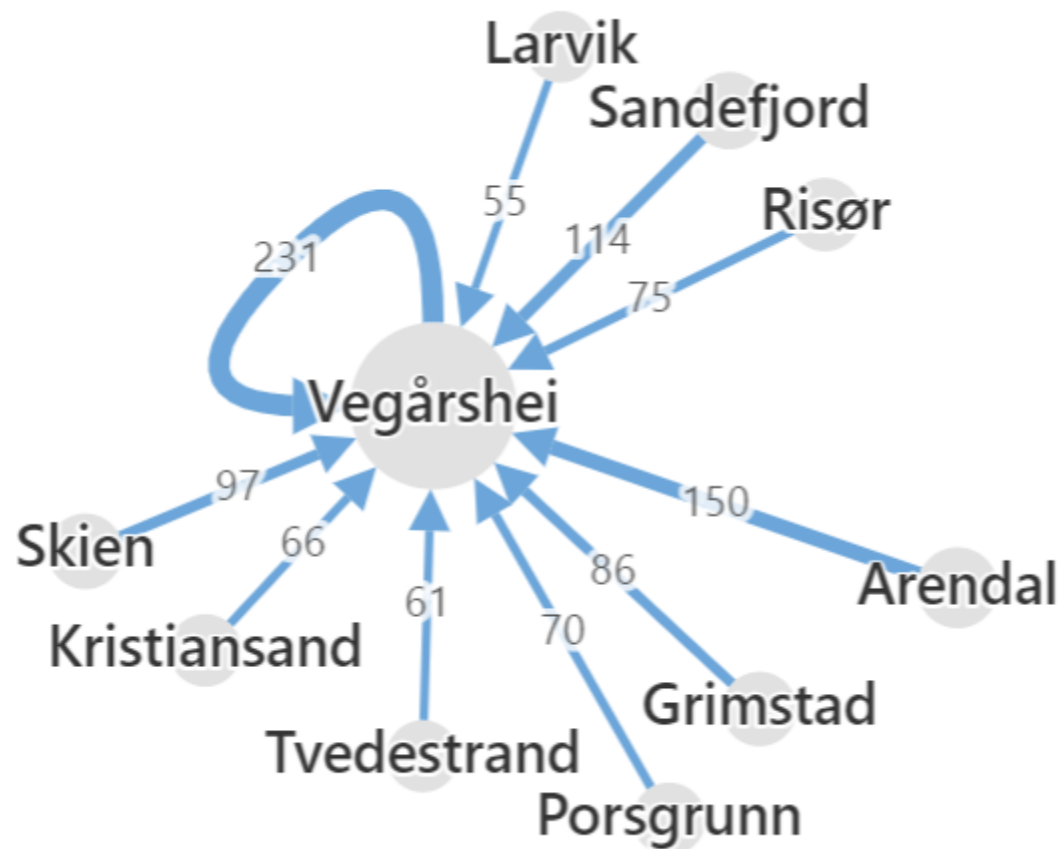 Larvik
Sandefjord
Risør
55
114
231
75
Vegårshei
97
150
Skien
66
86
Arendal
61
70
Kristiansand
Grimstad
Tvedestrand
Porsgrunn